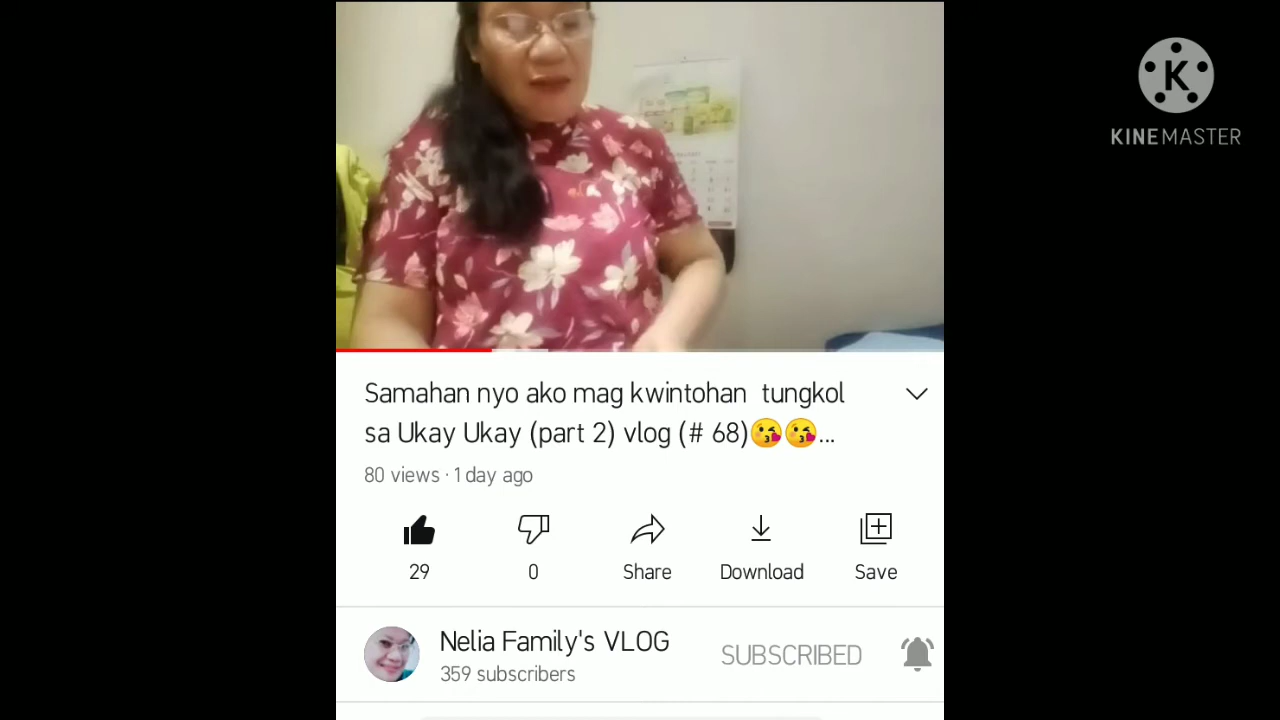 KINEMASTER
Samahan nyo ako mag kwintohan tungkol
sa Ukay Ukay (part 2) vlog (# 68)😘😘...
80 views · 1 day ago
29
0
Share
Download
Save
Nelia Family's VLOG
359 subscribers
SUBSCRIBED